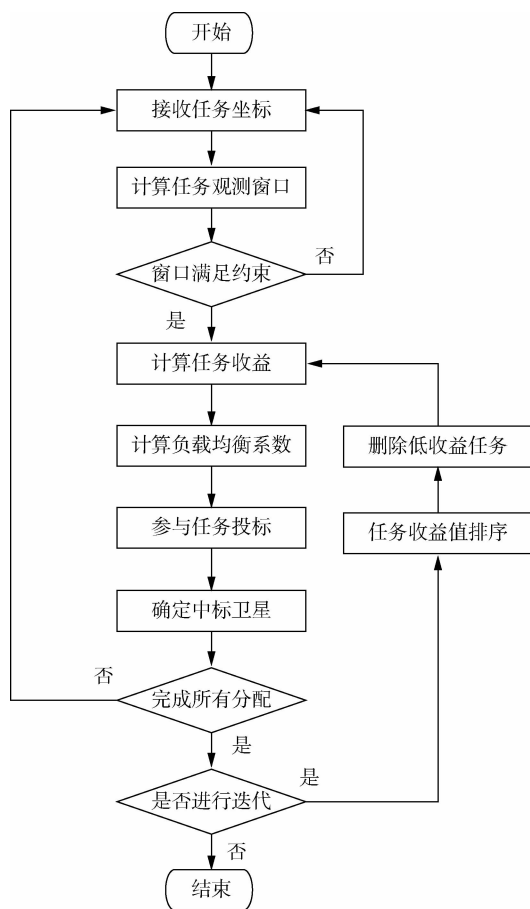 开始
接收任务坐标
计算任务观测窗口
窗口满足约束
否
是
计算任务收益
计算负载均衡系数
删除低收益任务
参与任务投标
任务收益值排序
确定中标卫星
否
完成所有分配
是
是
是否进行迭代
否
结束